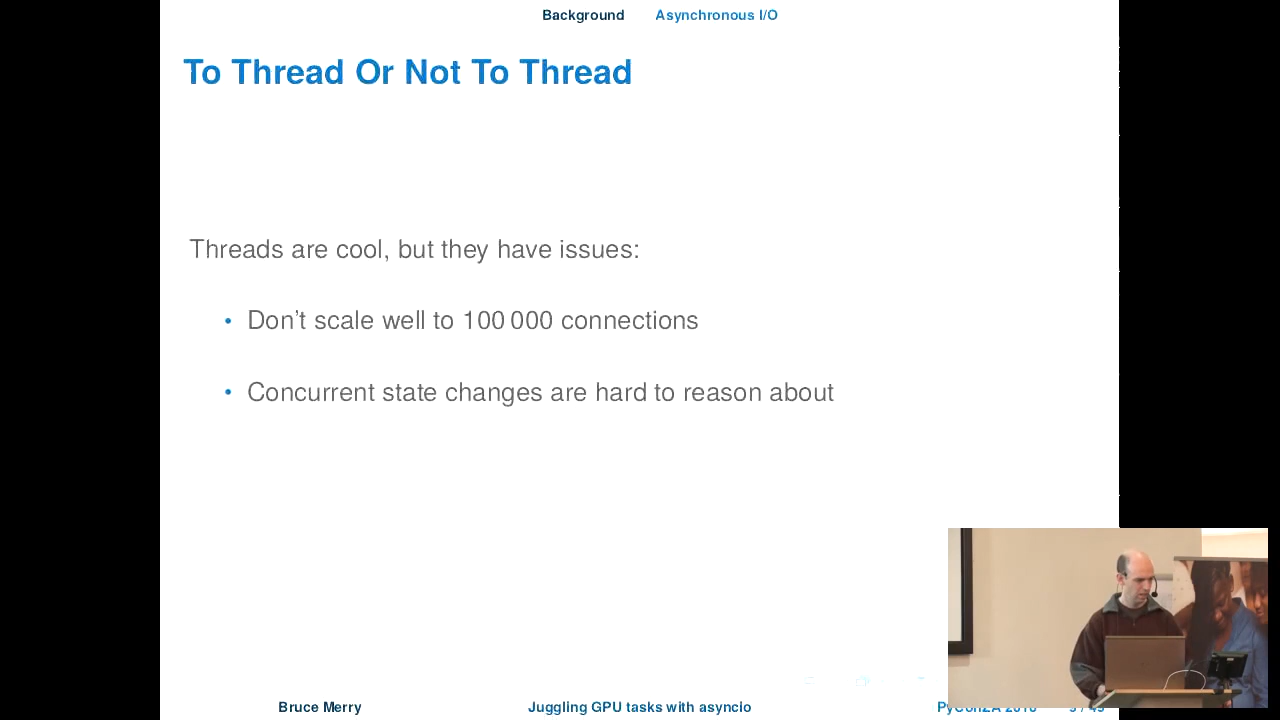 Background Asynchronous I/O
To Thread Or Not To Thread
Threads are cool, but they have issues:
• Don't scale well to 100 000 connections
• Concurrent state changes are hard to reason about
Bruce Merry Juggling GPU tasks with asyncio